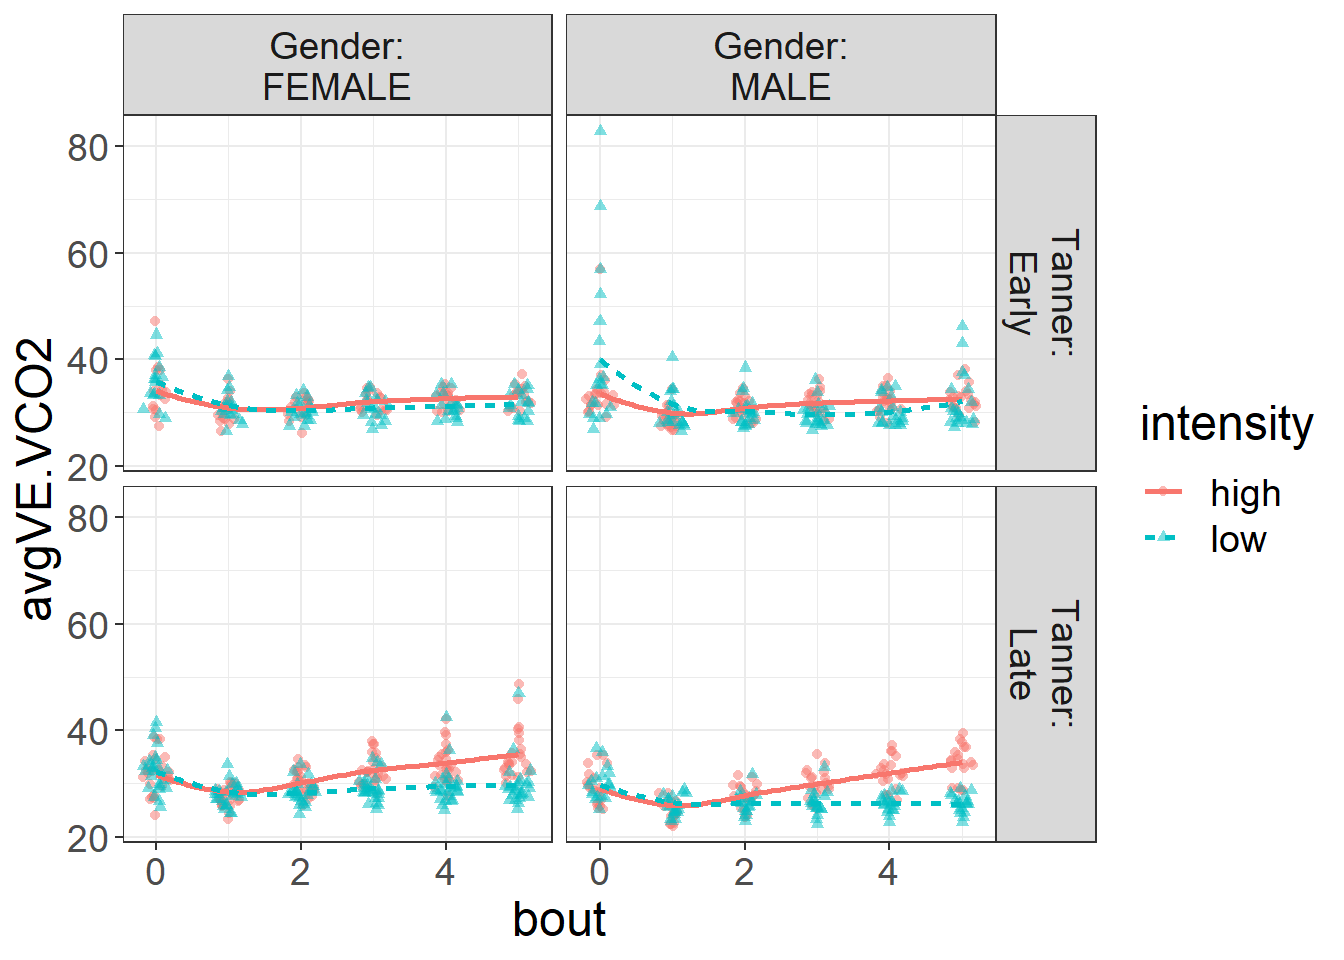 Gender:
FEMALE
Gender:
MALE
80
60
40
20
Tanner:
Early
80
60
40
20
Tanner:
Late
0
2
4
0
2
4
bout
avgVE.VCO2
intensity
high
low